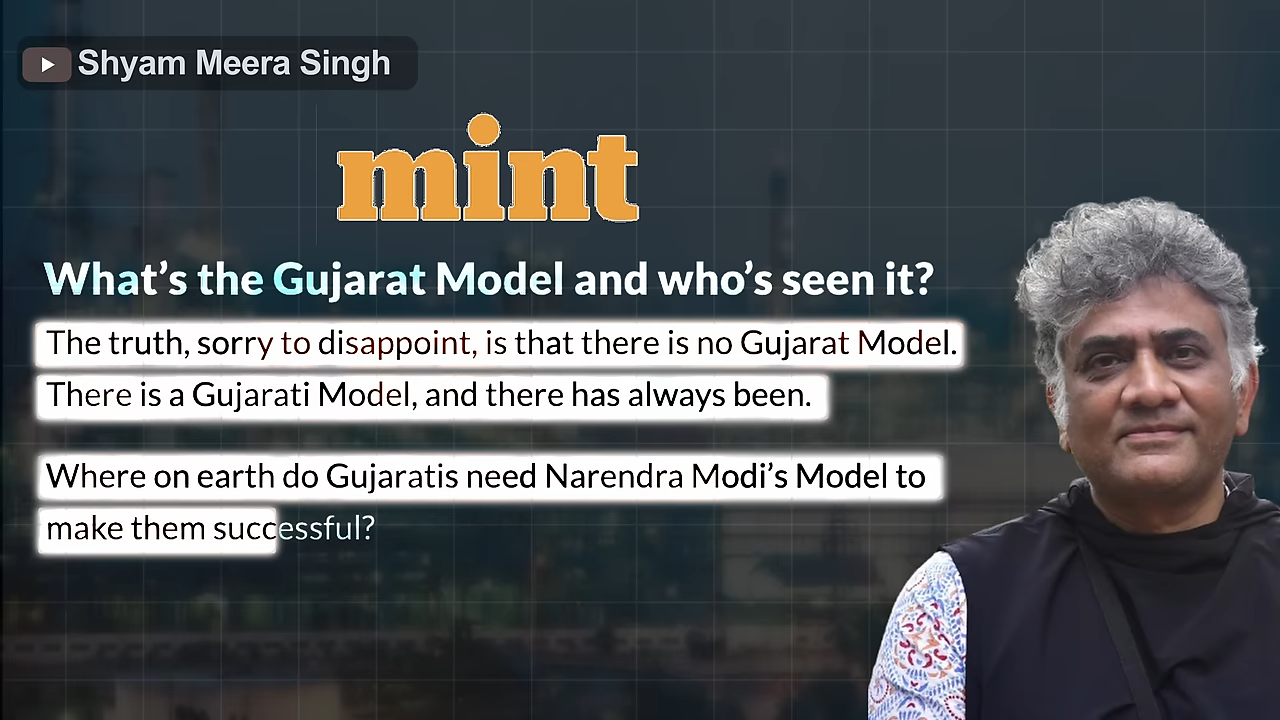 Shyam Meera Singh
mint
What's the Gujarat Model and who's seen it?
The truth, sorry to disappoint, is that there is no Gujarat Model.
There is a Gujarati Model, and there has always been.
Where on earth do Gujaratis need Narendra Modi's Model to
make them successful?